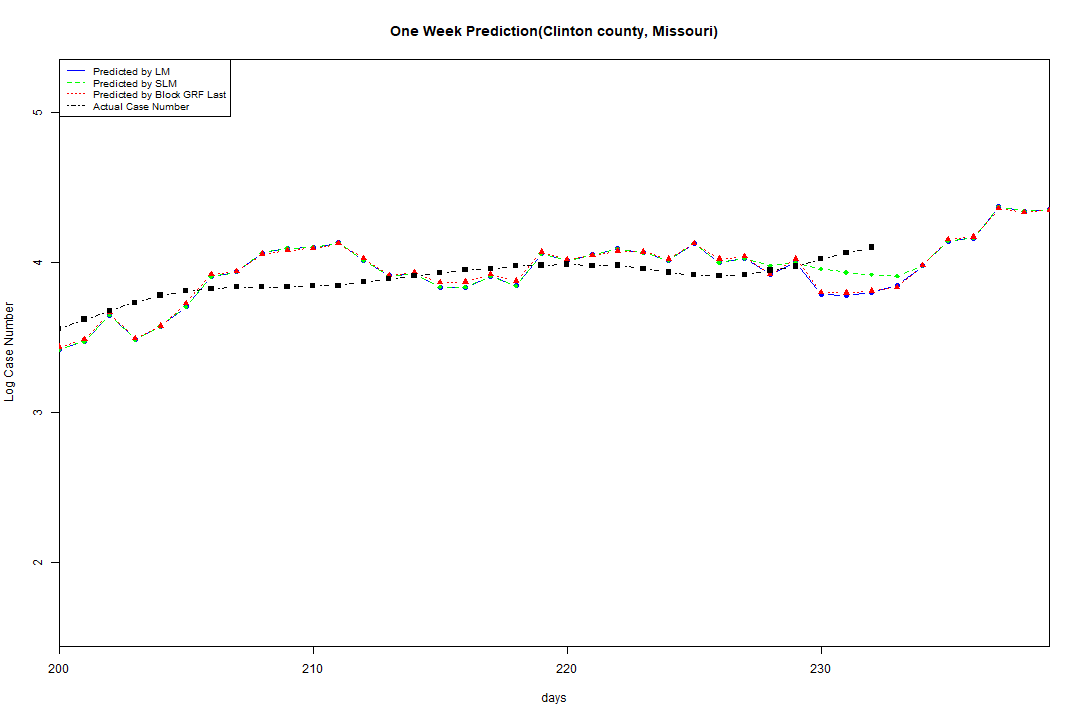 One Week Prediction(Clinton county, Missouri)
Predicted by LM
Predicted by SLM
Predicted by Block GRF Last
Actual Case Number
5
4
3
2
Log Case Number
200 210 220 230
days